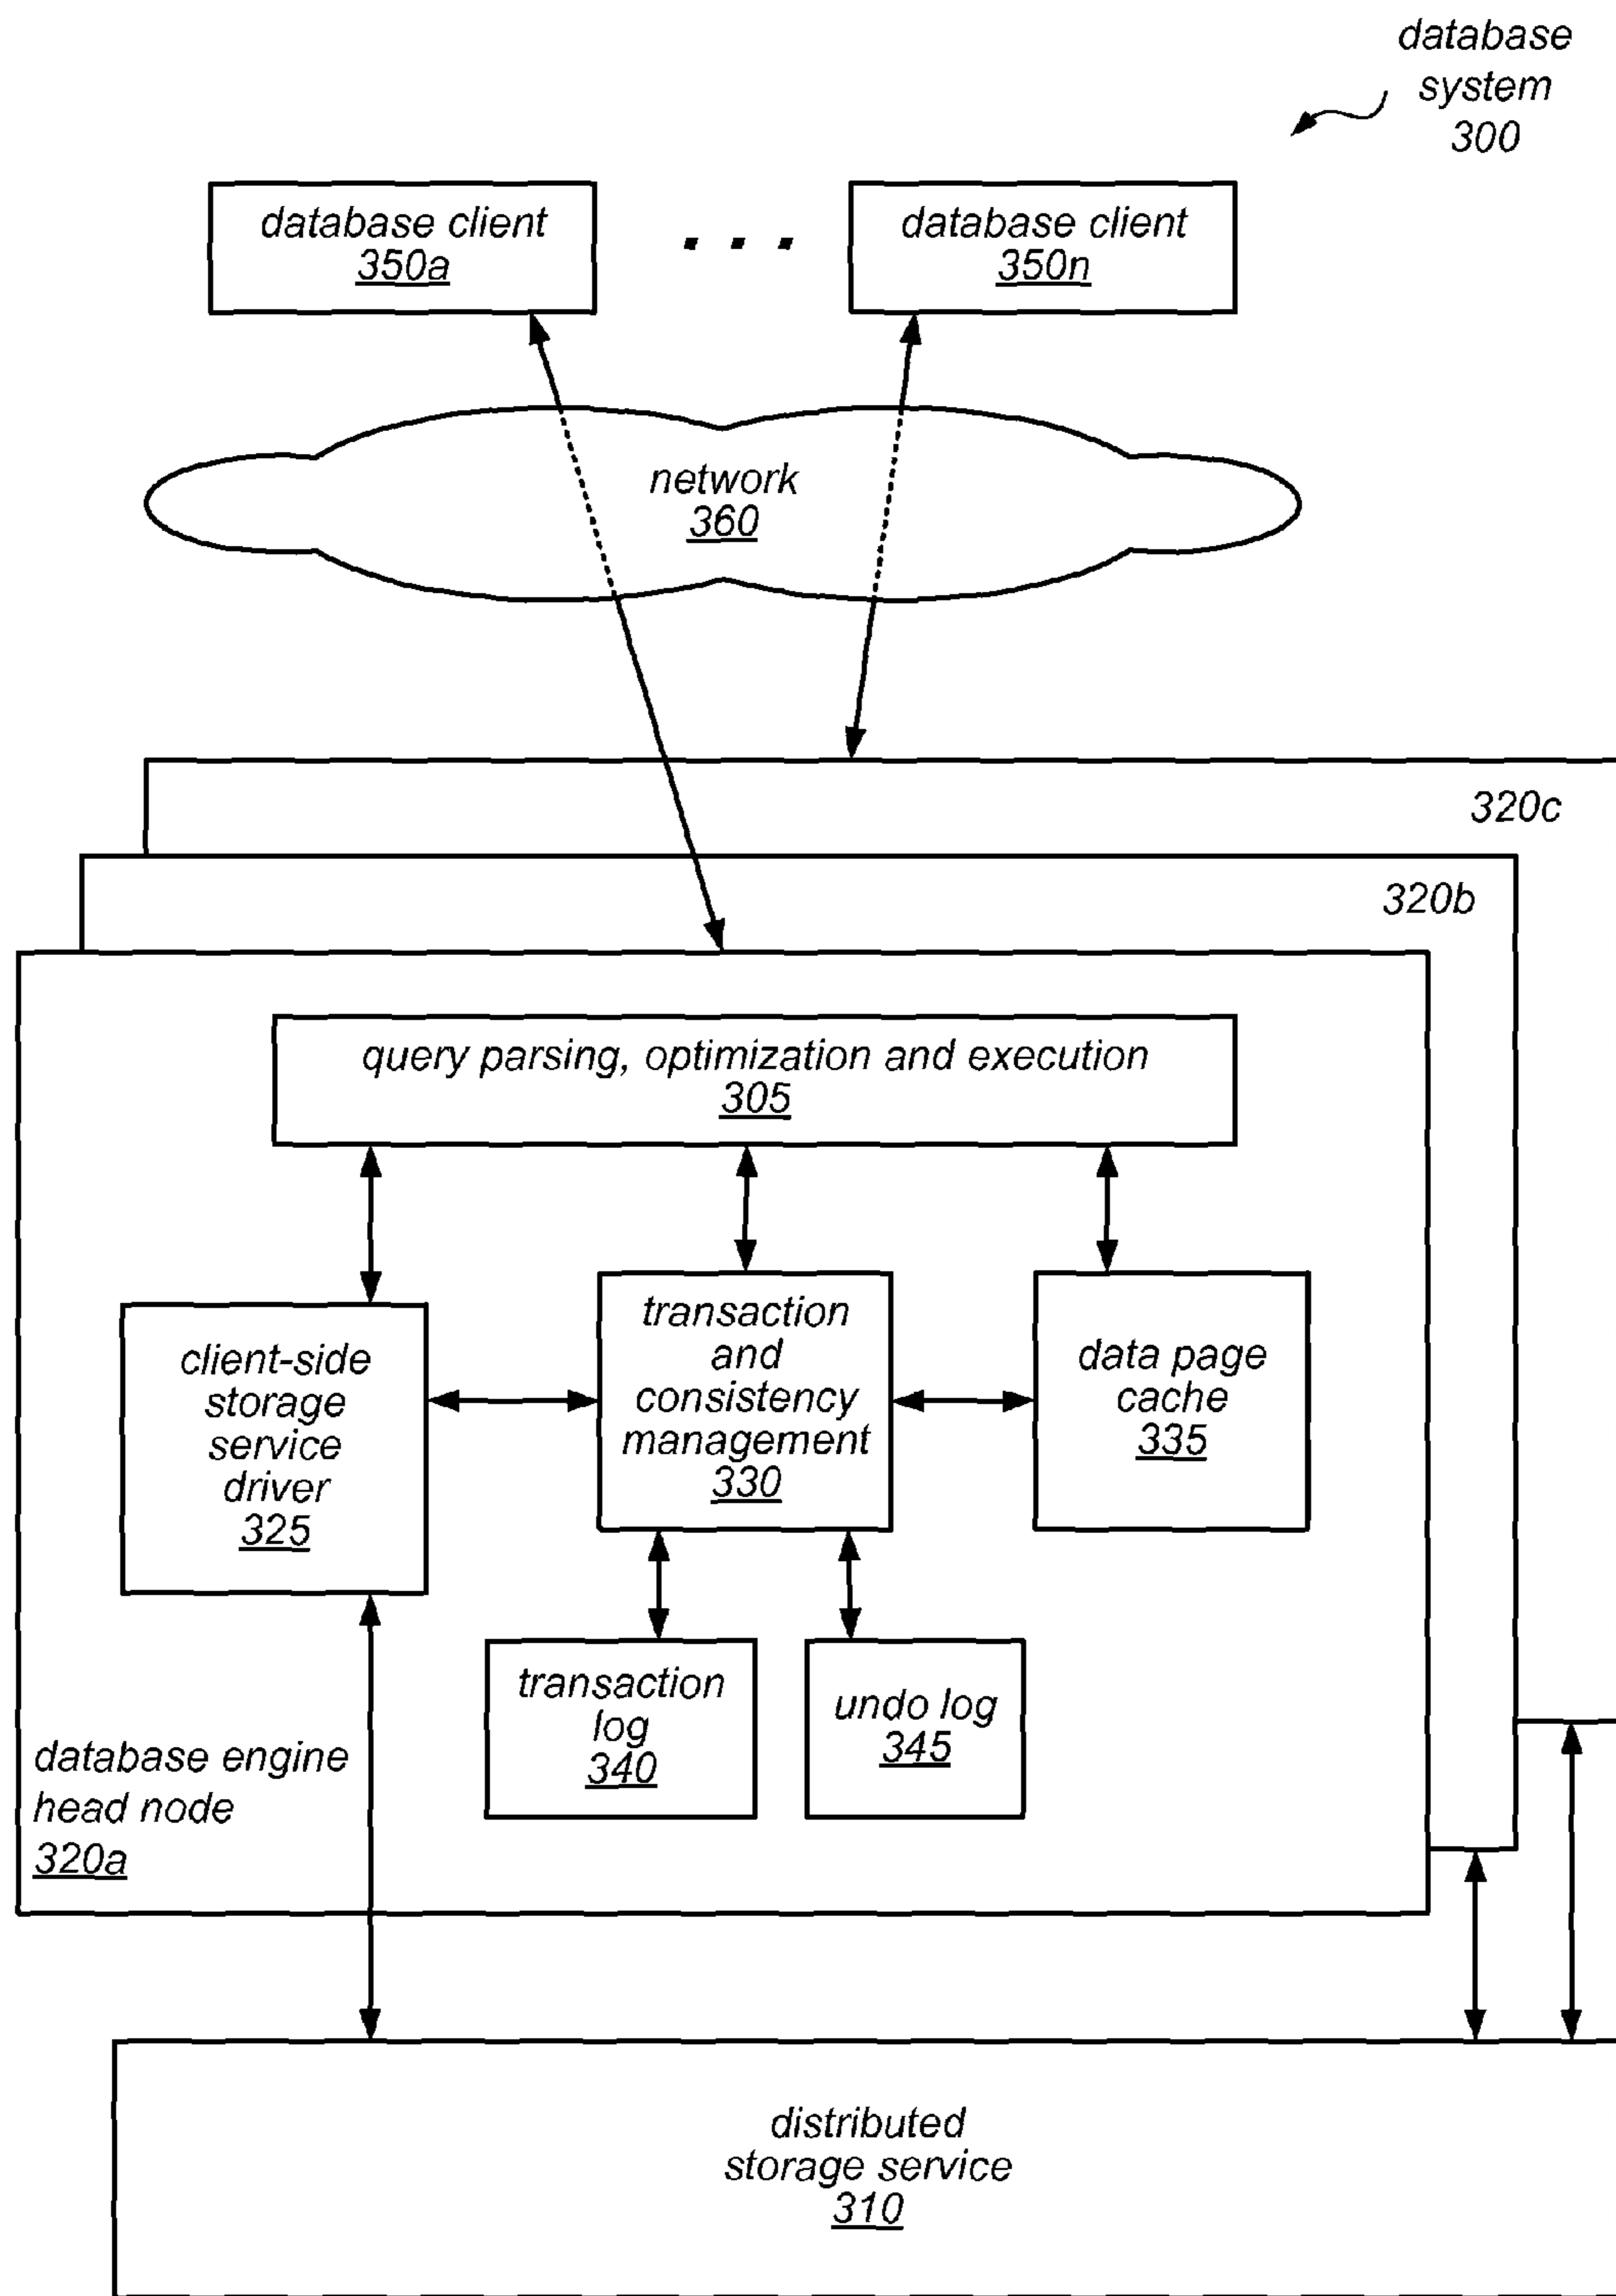 database
system
300
database client
350a
database client
350n
network
360
320c
320b
query parsing, optimization and execution
305
client-side
storage
service
driver
325
transaction
and
consistency
management
330
data page
cache
335
transaction
log
340
undo log
345
database engine
head node
320a
distributed
storage service
310